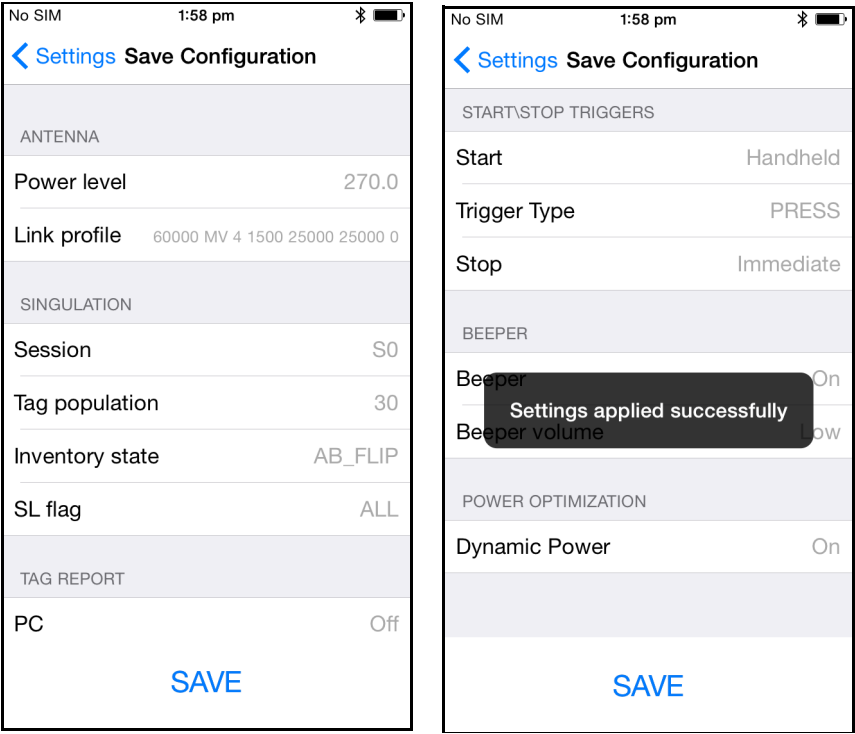 No SIM 1:58 pm
Settings Save Configuration
ANTENNA
Power level 270.0
Link profile 60000 MV 4 1500 25000 25000 0
SINGULATION
Session S0
Tag population 30
Inventory state AB_FLIP
SL flag ALL
TAG REPORT
PC Off
SAVE
No SIM 1:58 pm
Settings Save Configuration
START\STOP TRIGGERS
Start Handheld
Trigger Type PRESS
Stop Immediate
BEEPER
Beeper On
Settings applied successfully
Beeper volume Low
POWER OPTIMIZATION
Dynamic Power On
SAVE